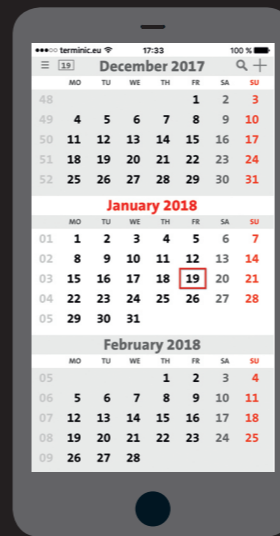 terminic.eu 17:33 100 %
19 December 2017
MO TU WE TH FR SA SU
48 1 2 3
49 4 5 6 7 8 9 10
50 11 12 13 14 15 16 17
51 18 19 20 21 22 23 24
52 25 26 27 28 29 30 31
January 2018
MO TU WE TH FR SA SU
01 1 2 3 4 5 6 7
02 8 9 10 11 12 13 14
03 15 16 17 18 19 20 21
04 22 23 24 25 26 27 28
05 29 30 31
February 2018
MO TU WE TH FR SA SU
05 1 2 3 4
06 5 6 7 8 9 10 11
07 12 13 14 15 16 17 18
08 19 20 21 22 23 24 25
09 26 27 28